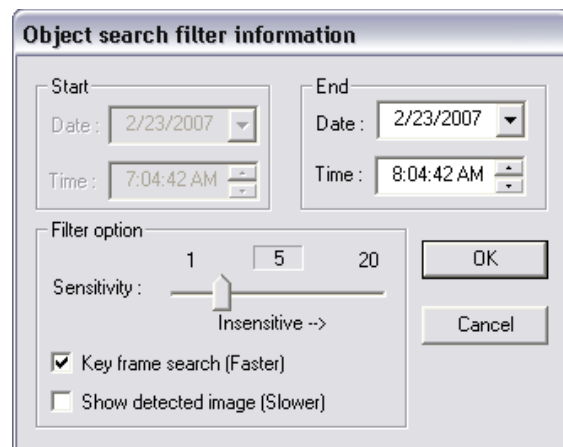 Object search filter information
Start
Date : 2/23/2007
Time : 7:04:42 AM
End
Date : 2/23/2007
Time : 8:04:42 AM
Filter option
1 5 20
Sensitivity :
Insensitive -->
Key frame search (Faster)
Show detected image (Slower)
OK
Cancel